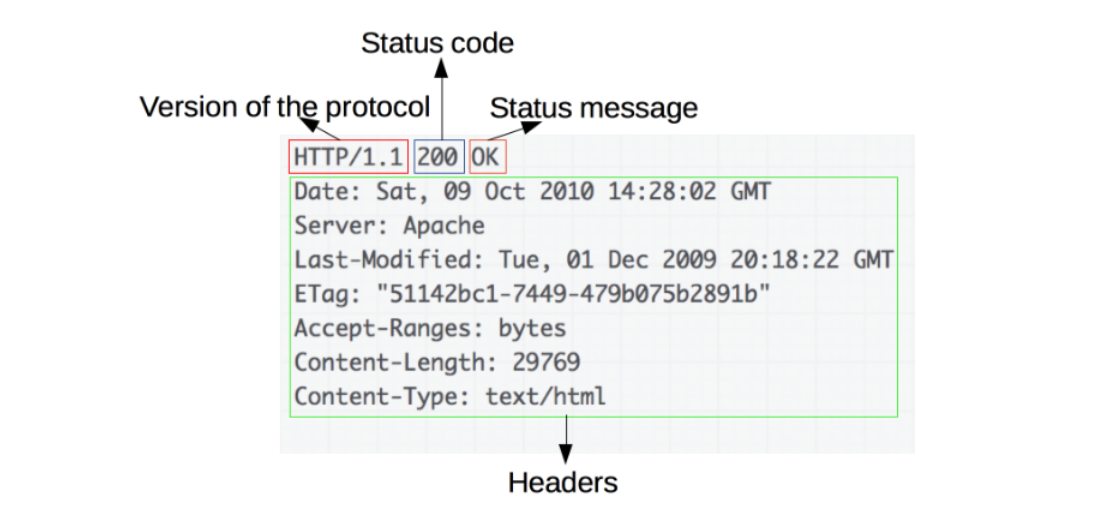 Status code
Version of the protocol
Status message
HTTP/1.1 200 OK
Date: Sat, 09 Oct 2010 14:28:02 GMT
Server: Apache
Last-Modified: Tue, 01 Dec 2009 20:18:22 GMT
ETag: "51142bc1-7449-479b075b2891b"
Accept-Ranges: bytes
Content-Length: 29769
Content-Type: text/html
Headers